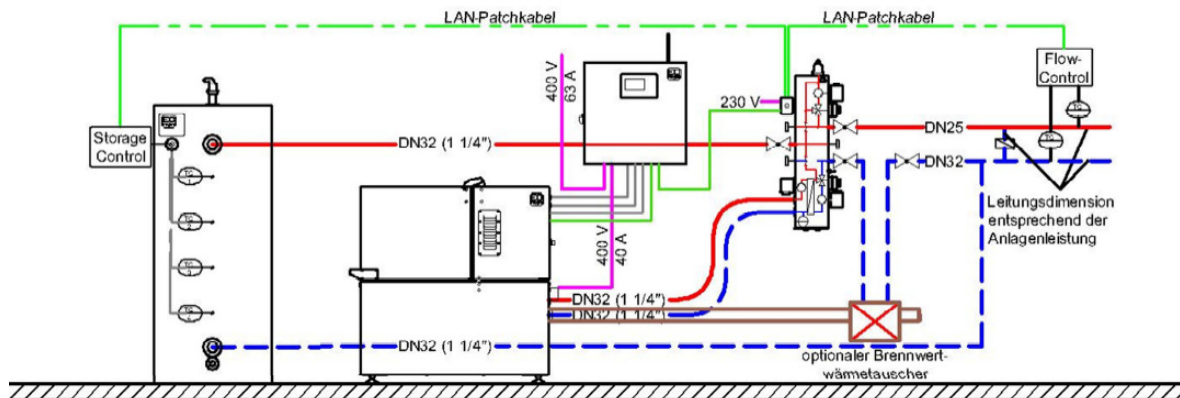 LAN-Patchkabel
LAN-Patchkabel
Storage
Control
400 V
63 A
230 V
Flow-
Control
DN32 (1 1/4")
DN25
DN32
Leitungsdimension
entsprechend der
Anlagenleistung
400 V
40 A
DN32 (1 1/4")
DN32 (1 1/4")
DN32 (1 1/4")
optionaler Brennwert-
wärmetauscher